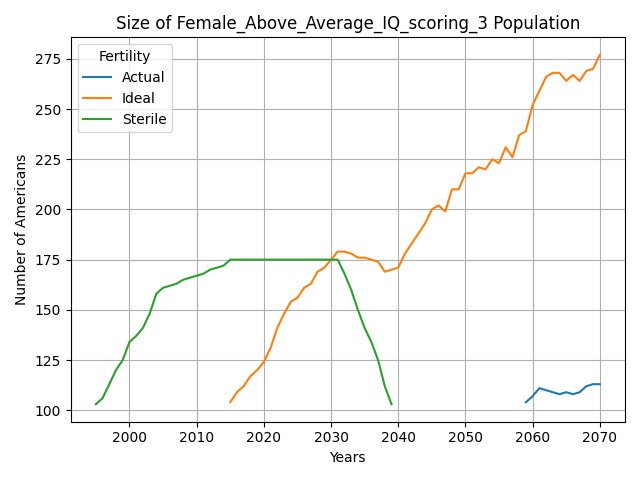 Size of Female_Above_Average_IQ_scoring_3 Population
Fertility
Actual
Ideal
Sterile
275
250
225
200
175
150
125
100
Number of Americans
2000 2010 2020 2030 2040 2050 2060 2070
Years